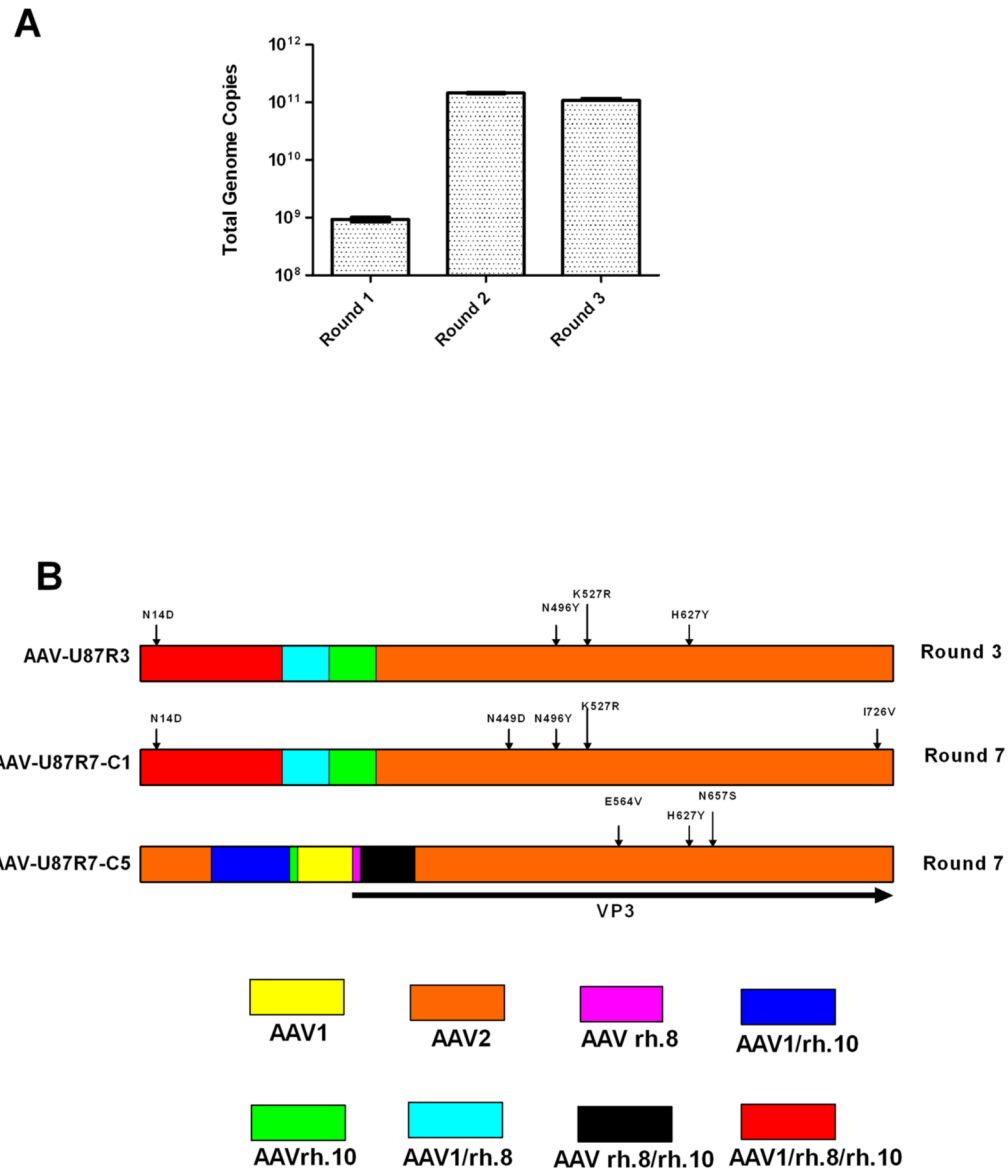 A
Total Genome Copies
10¹²
10¹¹
10¹⁰
10⁹
10⁸
Round 1
Round 2
Round 3
B
N14D
N496Y
K527R
H627Y
AAV-U87R3
Round 3
N14D
N449D
N496Y
K527R
I726V
AAV-U87R7-C1
Round 7
E564V
H627Y
N657S
AAV-U87R7-C5
Round 7
VP3
AAV1
AAV2
AAV rh.8
AAV1/rh.10
AAVrh.10
AAV1/rh.8
AAV rh.8/rh.10
AAV1/rh.8/rh.10